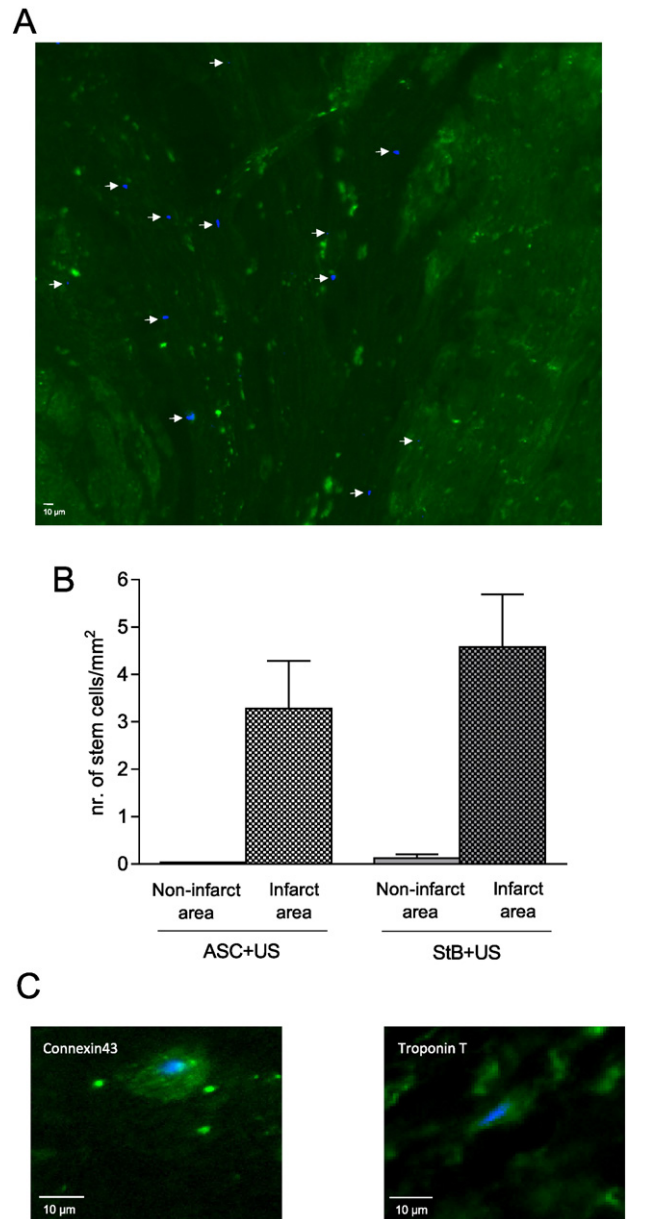 A
10 µm
B
nr. of stem cells/mm²
6
5
4
3
2
1
0
Non-infarct
area
Infarct
area
Non-infarct
area
Infarct
area
ASC+US
StB+US
C
Connexin43
10 µm
Troponin T
10 µm